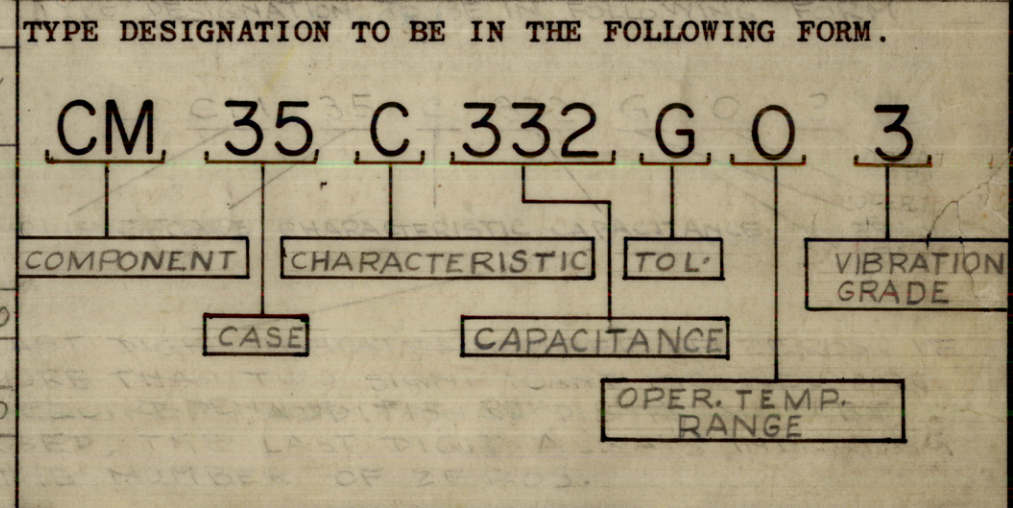 TYPE DESIGNATION TO BE IN THE FOLLOWING FORM.
CM 35 C 332 G O 3
COMPONENT CHARACTERISTIC TOL. VIBRATION GRADE
CASE CAPACITANCE
OPER. TEMP.
RANGE